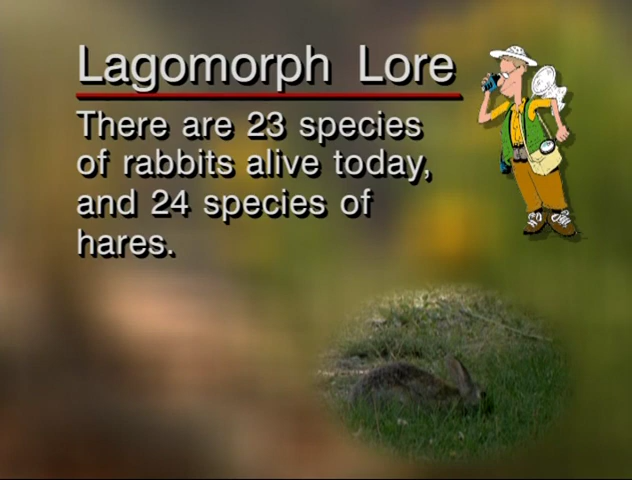 Lagomorph Lore
There are 23 species
of rabbits alive today,
and 24 species of
hares.